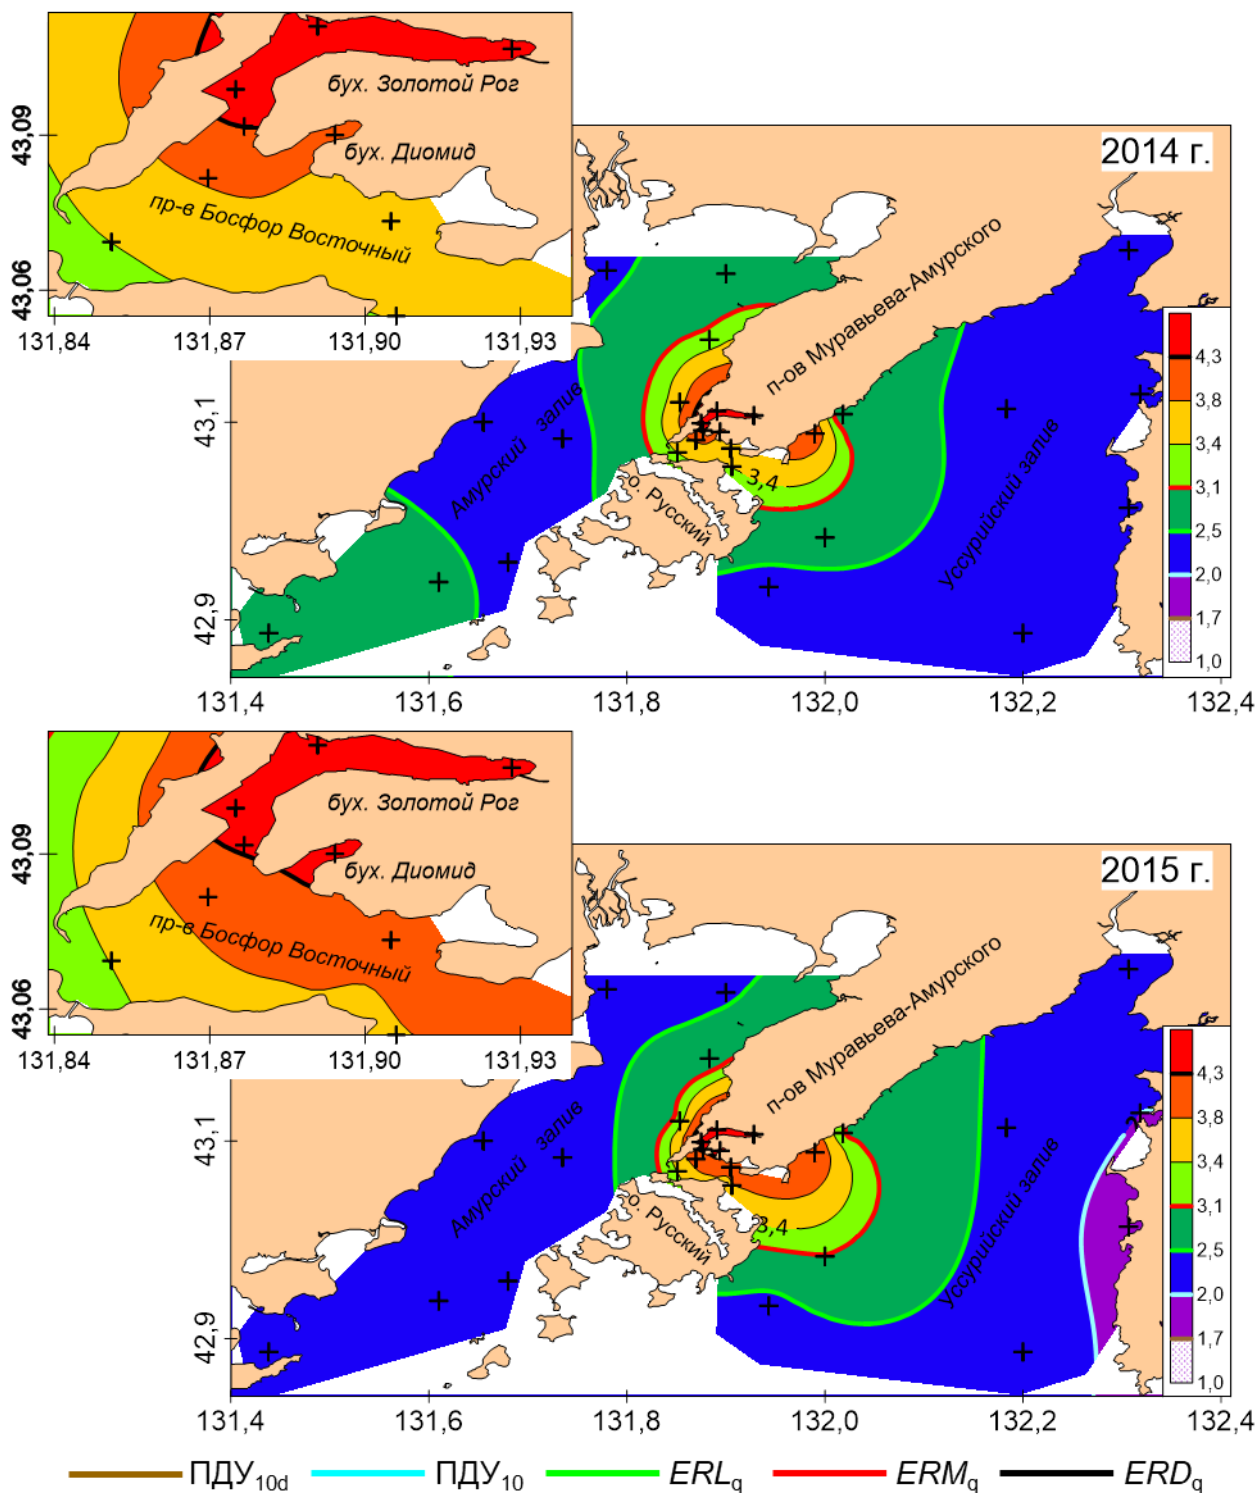 бух. Золотой Рог
43,09
бух. Диомид
2014 г.
пр-в Босфор Восточный
43,06
131,84
131,87
131,90
131,93
п-ов Муравьева-Амурского
4,3
3,8
3,4
3,1
2,5
2,0
1,7
1,0
43,1
Амурский залив
3,4
о. Русский
Уссурийский залив
42,9
131,4
131,6
131,8
132,0
132,2
132,4
бух. Золотой Рог
43,09
бух. Диомид
2015 г.
пр-в Босфор Восточный
43,06
131,84
131,87
131,90
131,93
п-ов Муравьева-Амурского
4,3
3,8
3,4
3,1
2,5
2,0
1,7
1,0
43,1
Амурский залив
3,4
о. Русский
Уссурийский залив
42,9
131,4
131,6
131,8
132,0
132,2
132,4
ПДУ10d ПДУ10 ERLq ERMq ERDq